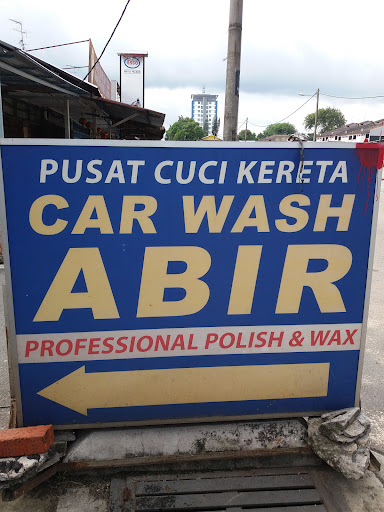 PUSAT CUCI KERETA
CAR WASH
ABIR
PROFESSIONAL POLISH & WAX